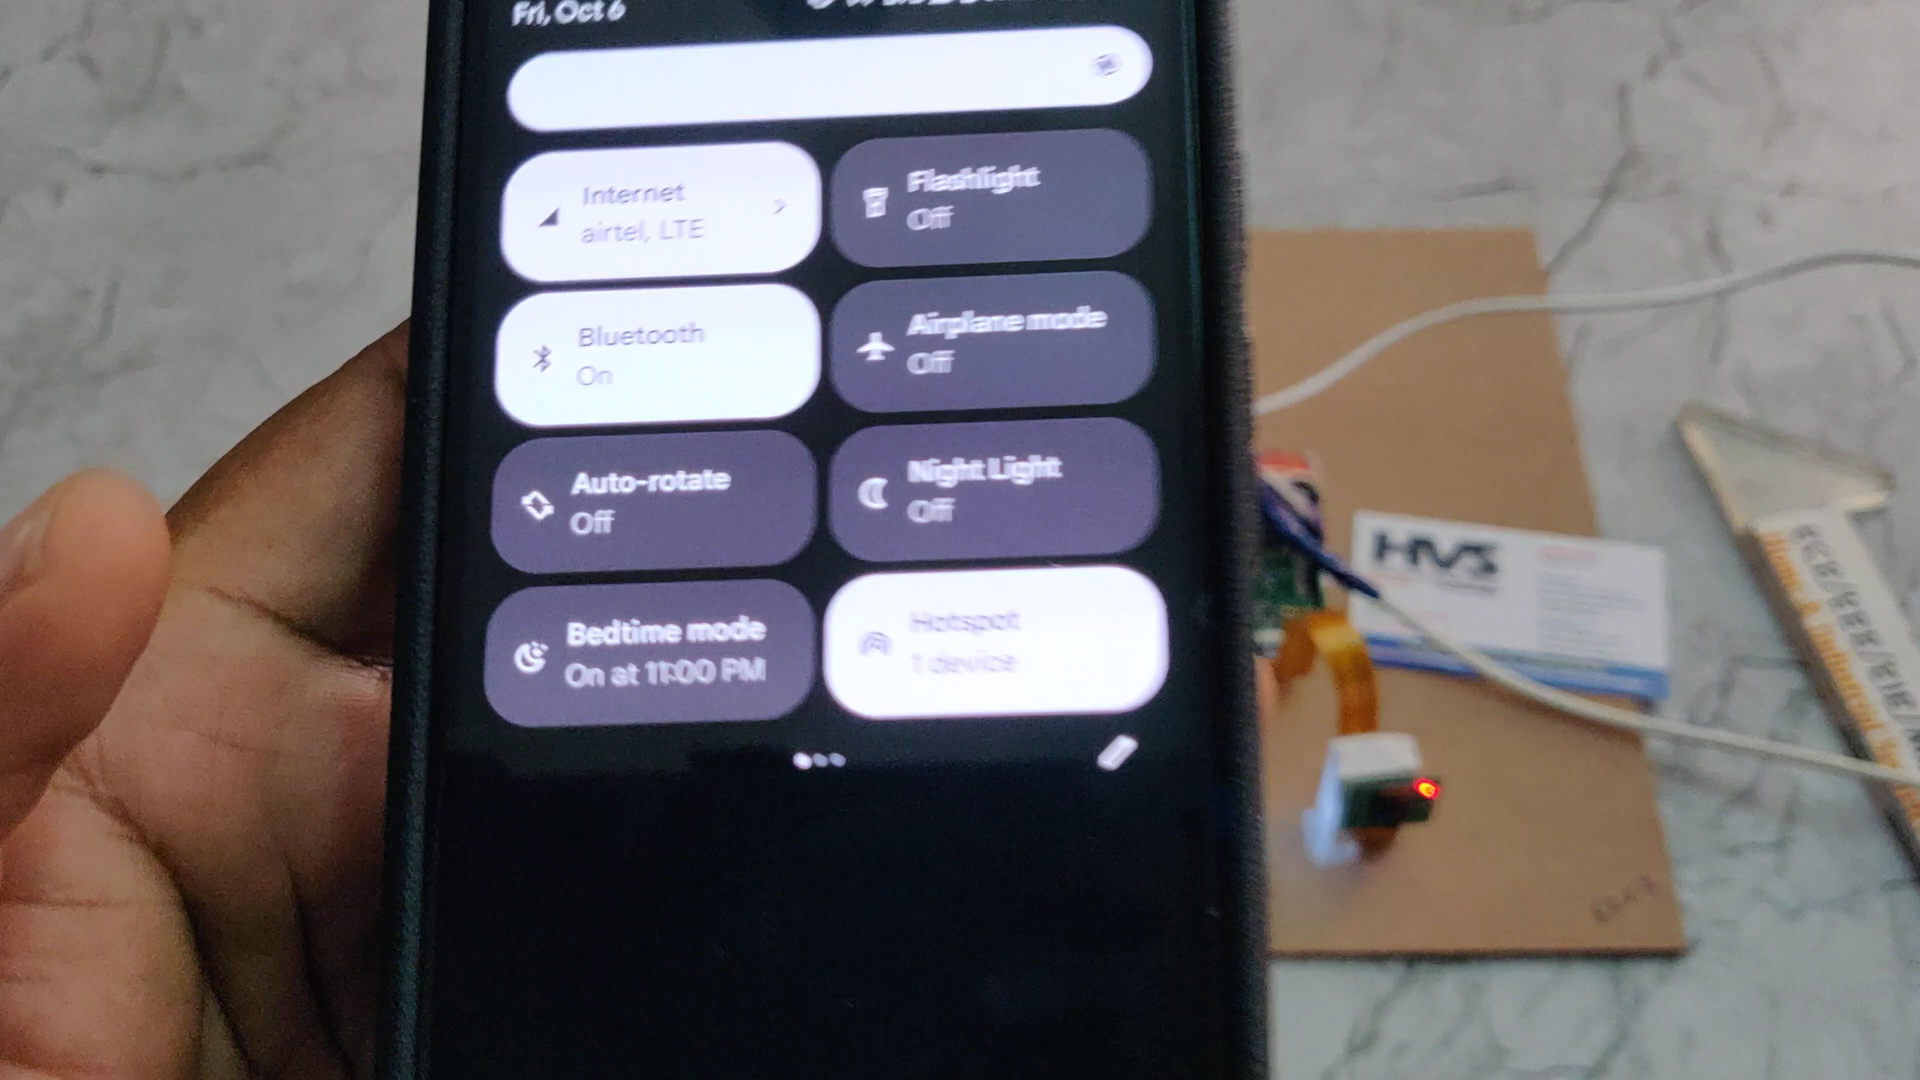 Fri, Oct 6
Internet
airtel, LTE
Flashlight
Off
Bluetooth
On
Airplane mode
Off
Auto-rotate
Off
Night Light
Off
Bedtime mode
On at 11:00 PM
Hotspot
1 device
HVS